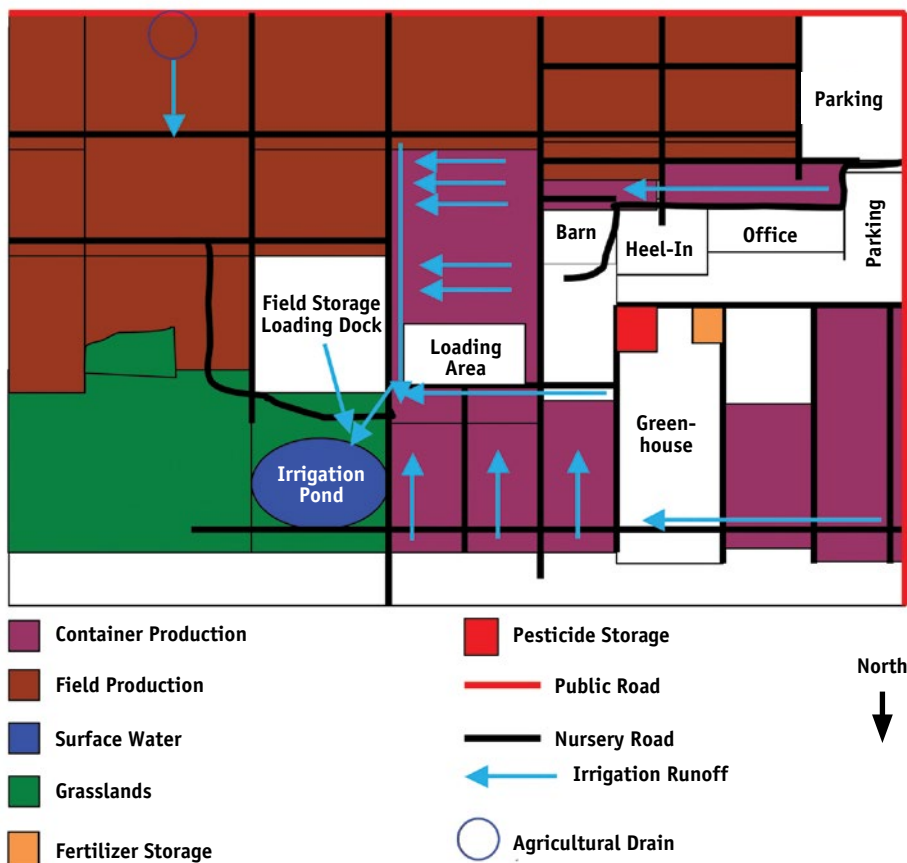 Parking
Barn
Heel-In
Office
Parking
Field Storage
Loading Dock
Loading
Area
Green-
house
Irrigation
Pond
Container Production
Field Production
Surface Water
Grasslands
Fertilizer Storage
Pesticide Storage
Public Road
Nursery Road
Irrigation Runoff
Agricultural Drain
North